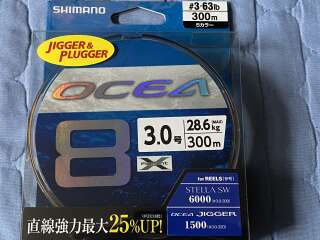 SHIMANO
#3-63lb
300m
5カラー
JIGGER &
PLUGGER
OCEA
8
3.0号
28.6kg
(MAX)
300m
for REELS
STELLA SW
6000
OCEA JIGGER
1500
直線強力最大25%UP!